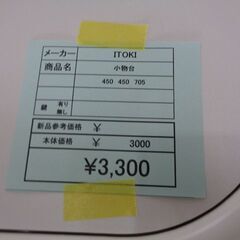 メーカー ITOKI
商品名 小物台
450 450 705
鍵 有り 無し
新品参考価格 ¥
本体価格 ¥ 3000
¥3,300